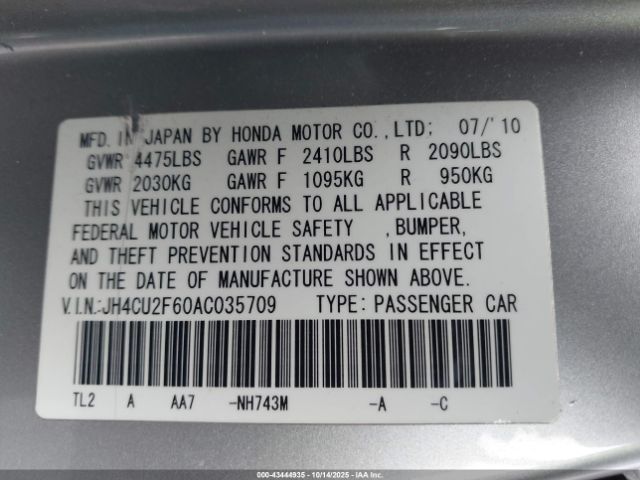 MFD. IN JAPAN BY HONDA MOTOR CO.,LTD; 07/'10
GVWR 4475LBS GAWR F 2410LBS R 2090LBS
GVWR 2030KG GAWR F 1095KG R 950KG
THIS VEHICLE CONFORMS TO ALL APPLICABLE
FEDERAL MOTOR VEHICLE SAFETY ,BUMPER,
AND THEFT PREVENTION STANDARDS IN EFFECT
ON THE DATE OF MANUFACTURE SHOWN ABOVE.
V.I.N.:JH4CU2F60AC035709 TYPE: PASSENGER CAR
TL2 A AA7 -NH743M -A -C
00-43444935 | 10/14/2025 | IAA Inc.